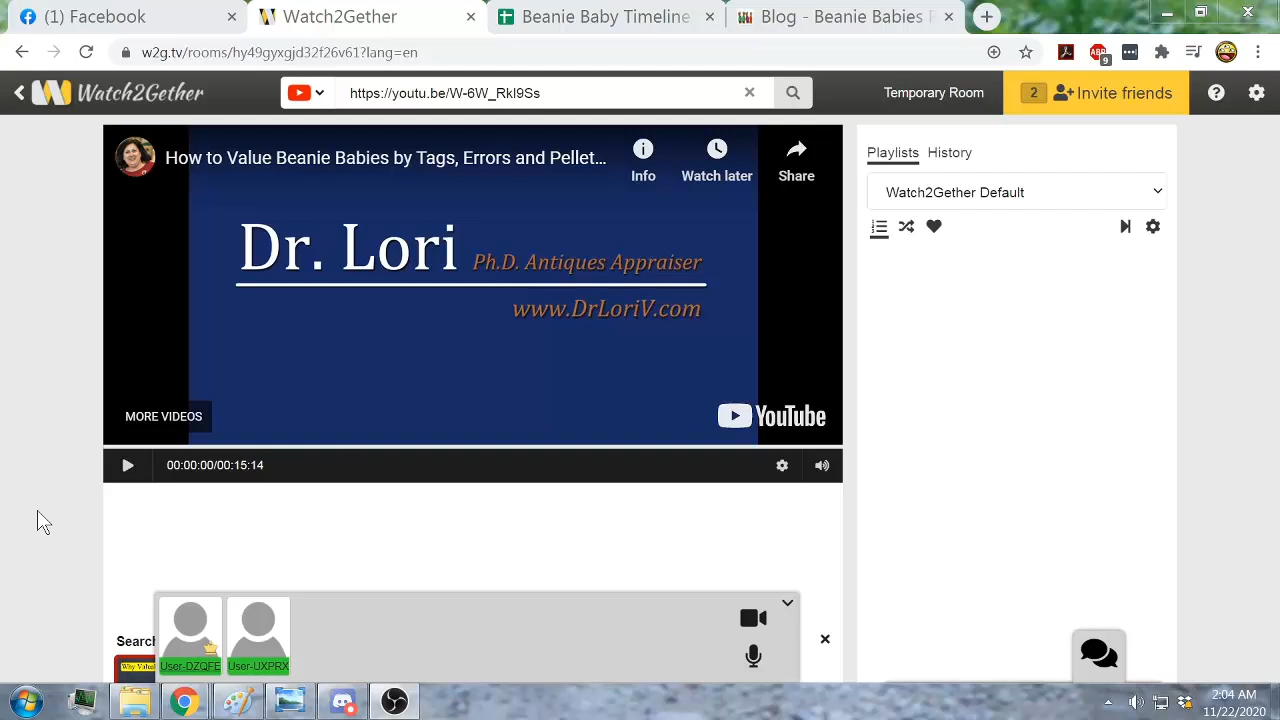 (1) Facebook
Watch2Gether
Beanie Baby Timeline
Blog - Beanie Babies
w2g.tv/rooms/hy49gyxgjd32f26v61?lang=en
ABP
9
Watch2Gether
https://youtu.be/W-6W_Rkl9Ss
Temporary Room
2
Invite friends
How to Value Beanie Babies by Tags, Errors and Pellet...
Info
Watch later
Share
Dr. Lori Ph.D. Antiques Appraiser
www.DrLoriV.com
MORE VIDEOS
YouTube
00:00:00/00:15:14
Playlists
History
Watch2Gether Default
Search
User-DZQFE
User-UXPRX
2:04 AM
11/22/2020